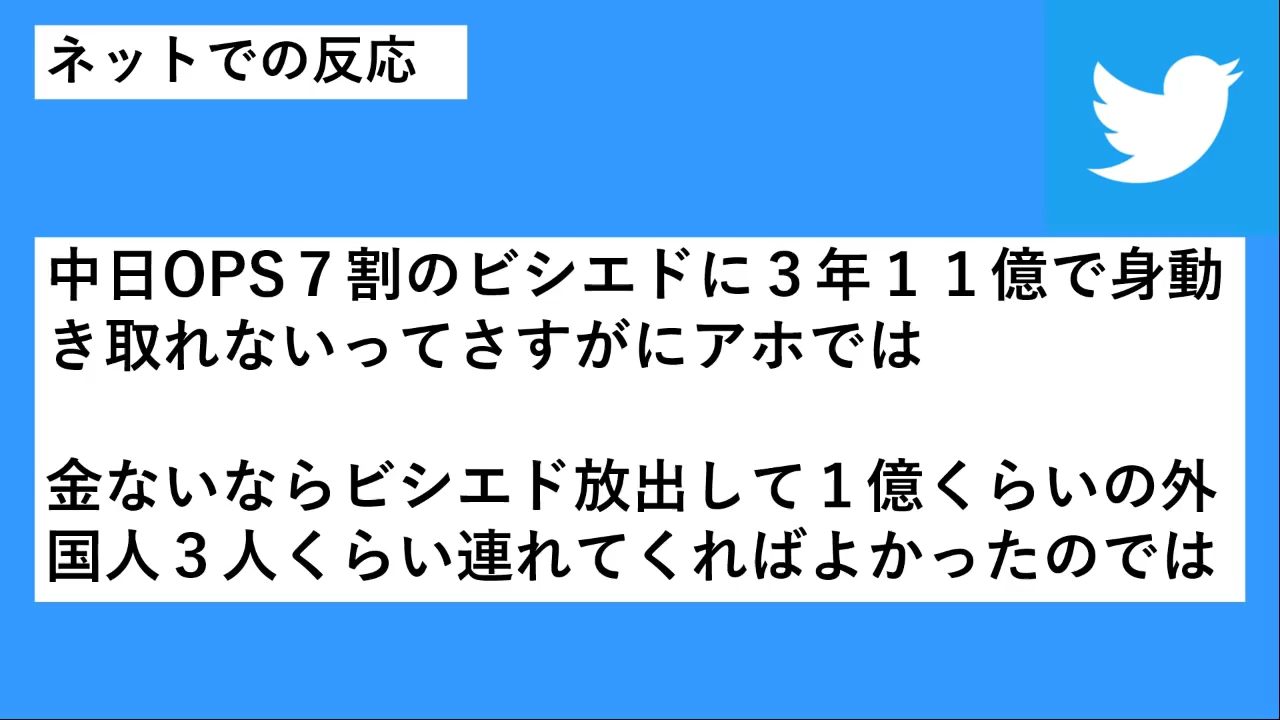 ネットでの反応
中日OPS７割のビシエドに３年１１億で身動
き取れないってさすがにアホでは
金ないならビシエド放出して１億くらいの外
国人３人くらい連れてくればよかったのでは